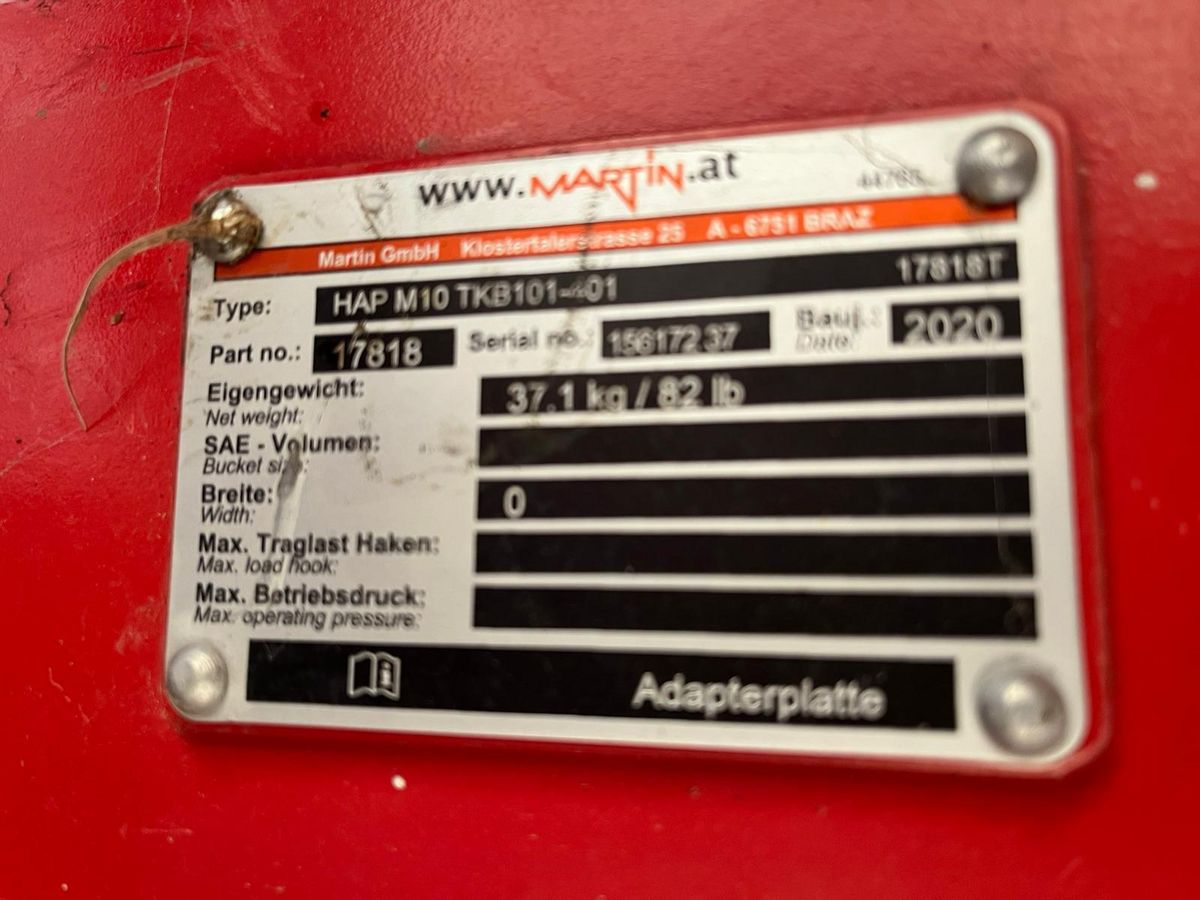 www.MARTIN.at
Martin GmbH Klostertalerstrasse 25 A - 6751 BRAZ
Type: HAP M10 TKB101- 17818T
Part no.: 17818 Serial no.: Bauj.: 2020
Date:
Eigengewicht: 37.1 kg / 82 lb
Net weight:
SAE - Volumen:
Bucket size:
Breite: 0
Width:
Max. Traglast Haken:
Max. load hook:
Max. Betriebsdruck:
Max. operating pressure:
Adapterplatte